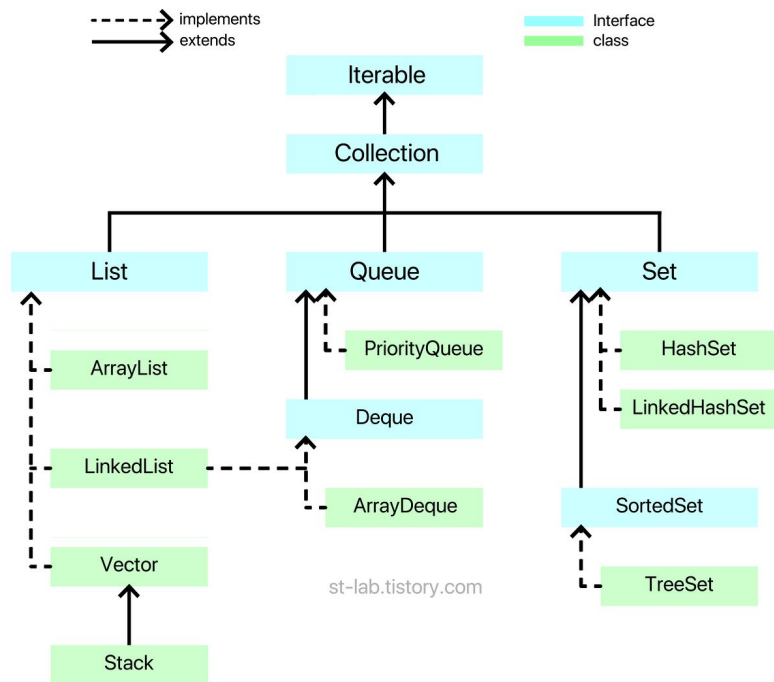 implements
extends
Interface
class
Iterable
Collection
List
Queue
Set
ArrayList
PriorityQueue
HashSet
LinkedHashSet
Deque
LinkedList
ArrayDeque
SortedSet
Vector
TreeSet
st-lab.tistory.com
Stack